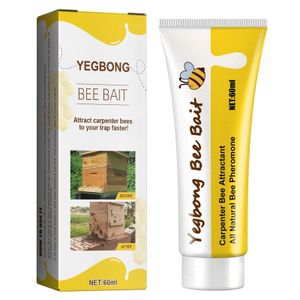 YEGBONG
BEE BAIT
Attract carpenter bees
to your trap faster!
BEFORE
AFTER
NET:60ml
Yegbong Bee Bait
Carpenter Bee Attractant
All Natural Bee Pheromone
NET:60ml